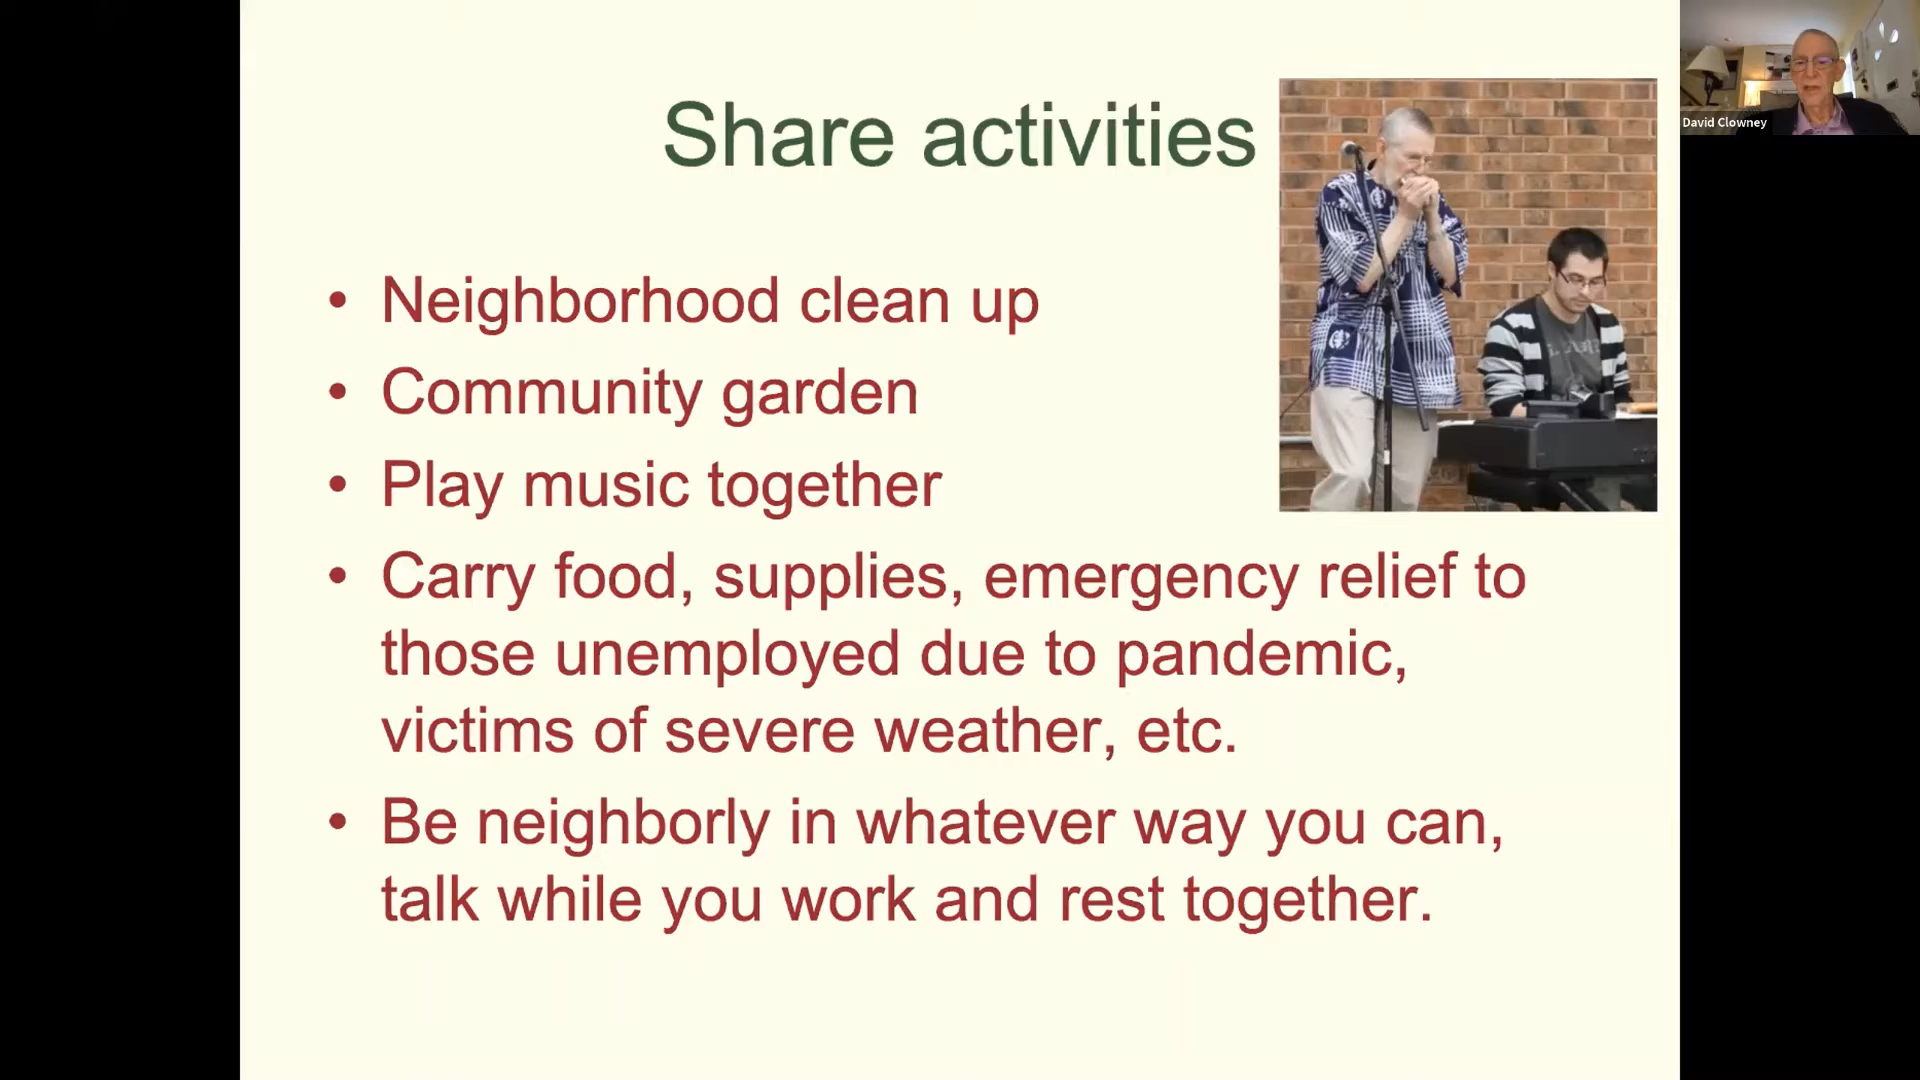 Share activities
• Neighborhood clean up
• Community garden
• Play music together
• Carry food, supplies, emergency relief to
those unemployed due to pandemic,
victims of severe weather, etc.
• Be neighborly in whatever way you can,
talk while you work and rest together.
David Clowney